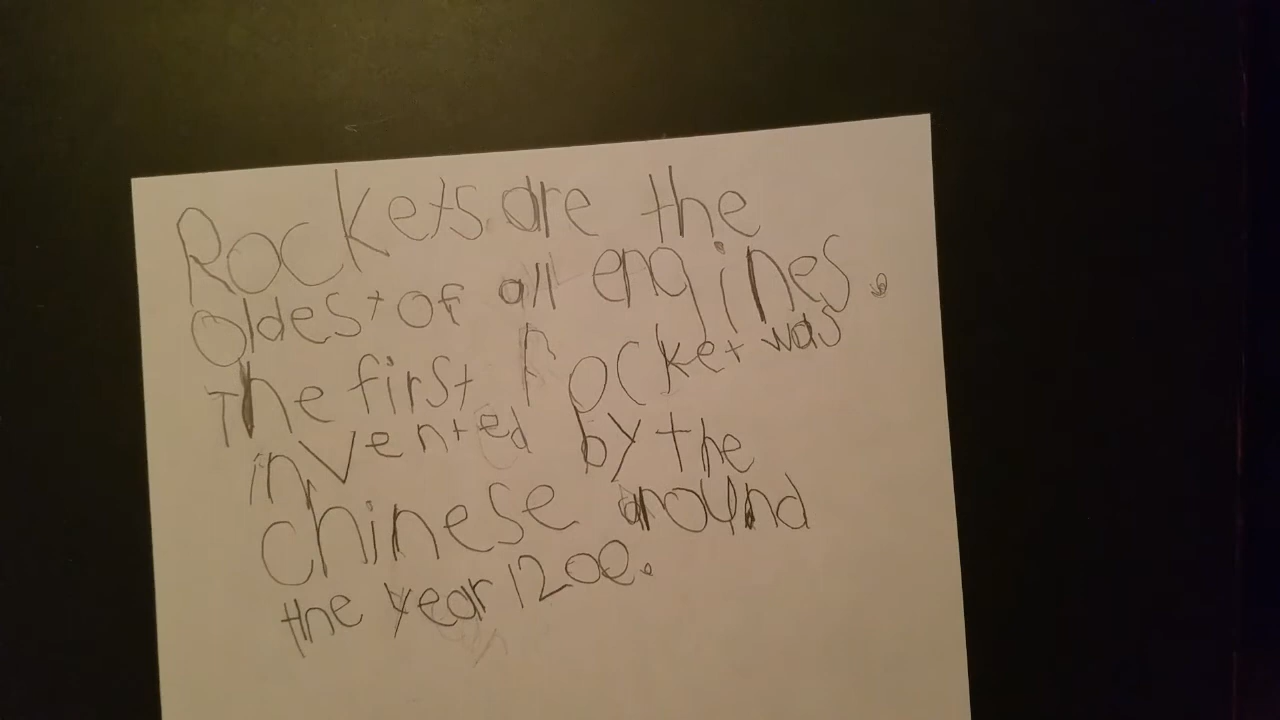 Rockets are the
oldest of all engines.
The first Rocket was
invented by the
chinese around
the year 1200.